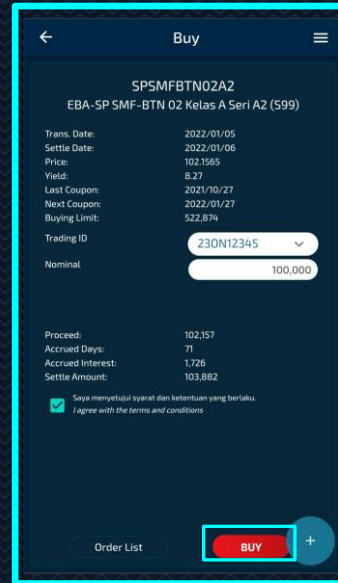 Buy
SPSMFBTN02A2
EBA-SP SMF-BTN 02 Kelas A Seri A2 (S99)
Trans. Date: 2022/01/05
Settle Date: 2022/01/06
Price: 102.1565
Yield: 8.27
Last Coupon: 2021/10/27
Next Coupon: 2022/01/27
Buying Limit: 522,874
Trading ID 230N12345
Nominal 100,000
Proceed: 102,157
Accrued Days: 71
Accrued Interest: 1,726
Settle Amount: 103,882
Saya menyetujui syarat dan ketentuan yang berlaku.
I agree with the terms and conditions
Order List BUY +